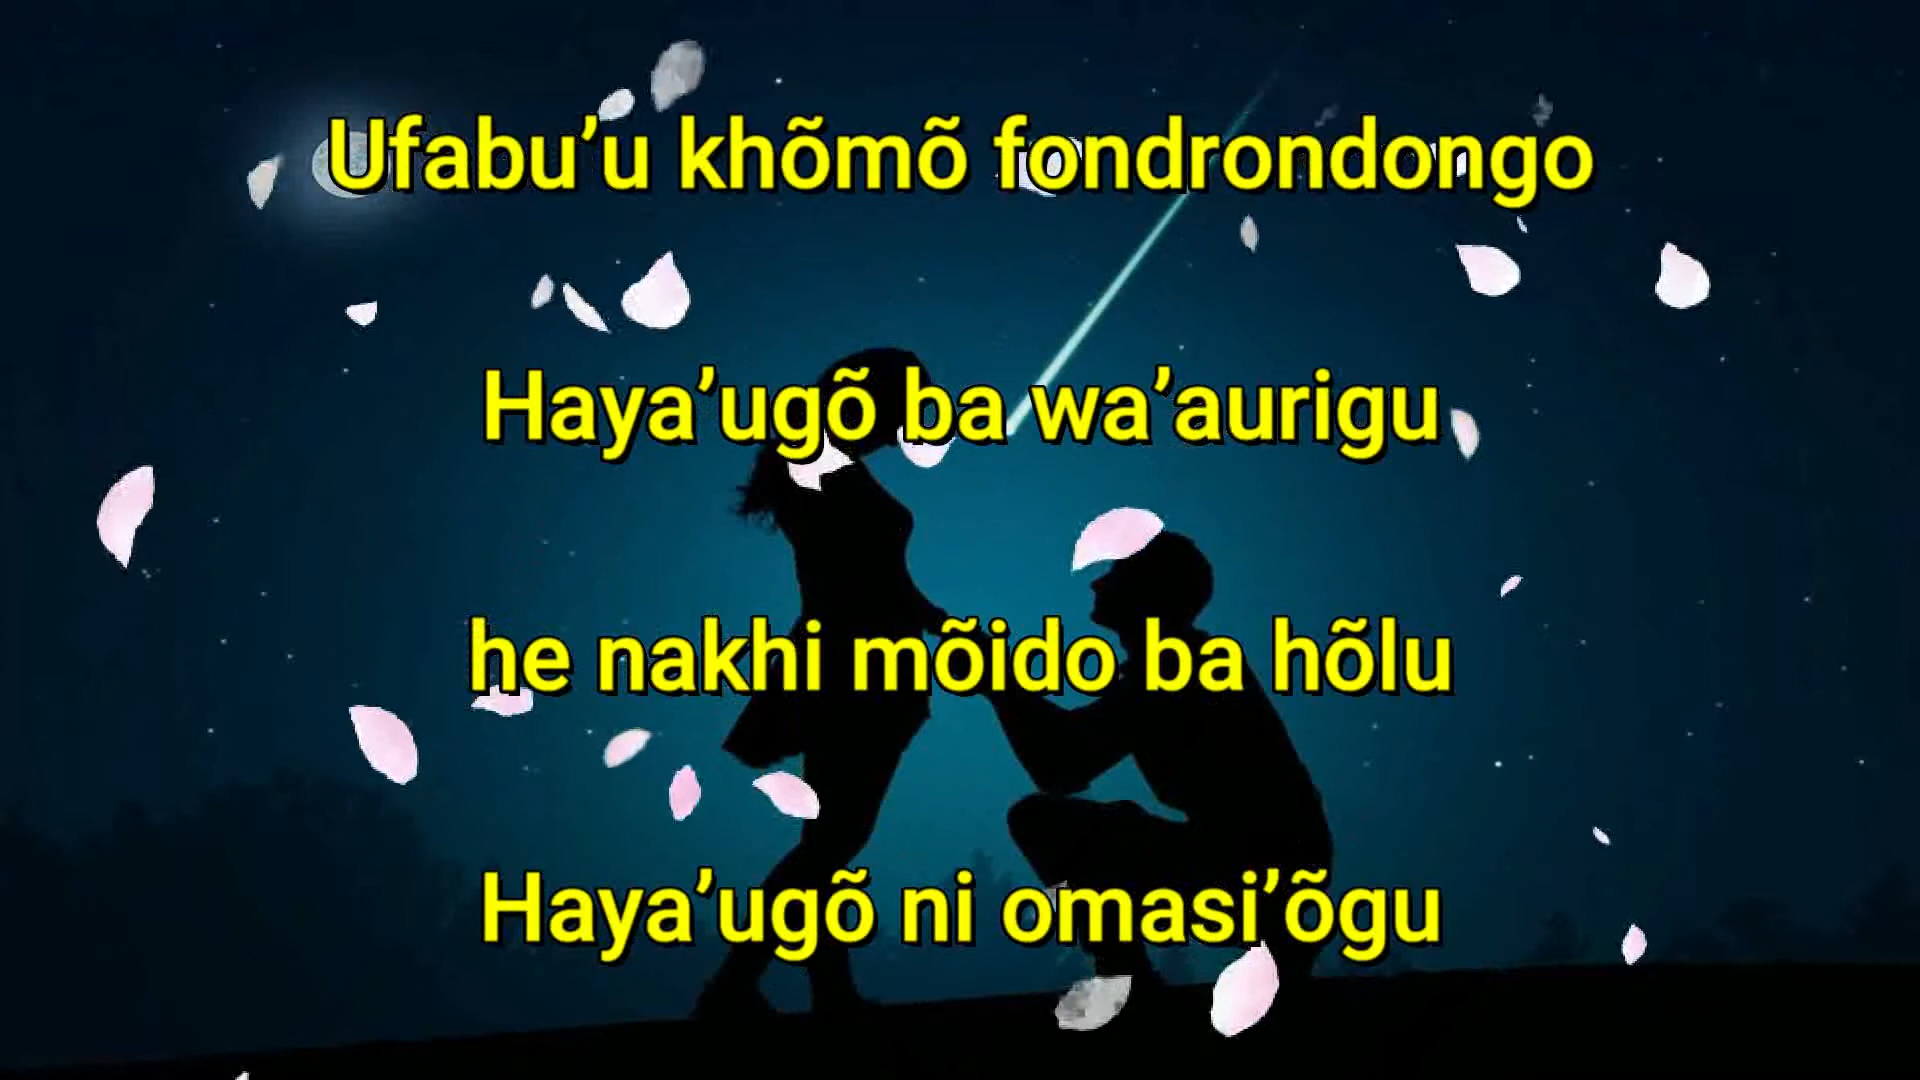 Ufabu’u khõmõ fondrondongo
Haya’ugõ ba wa’aurigu
he nakhi mõido ba hõlu
Haya’ugõ ni omasi’õgu